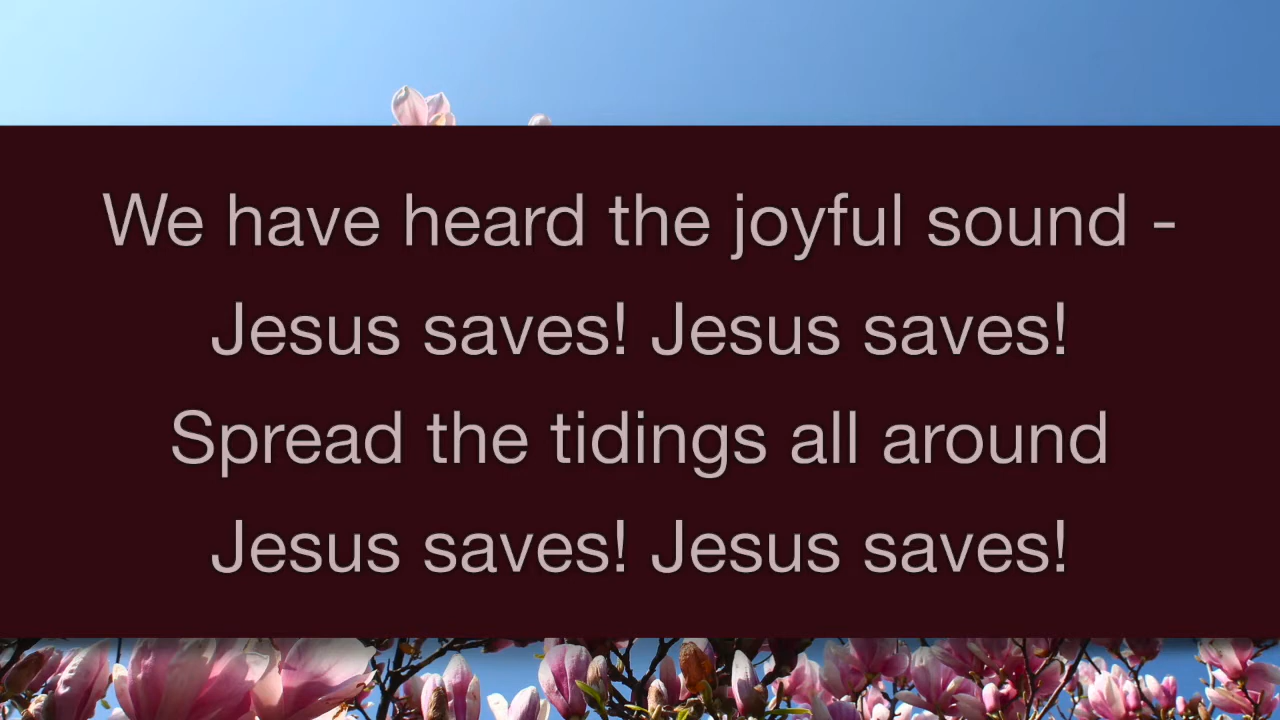 We have heard the joyful sound -
Jesus saves! Jesus saves!
Spread the tidings all around
Jesus saves! Jesus saves!